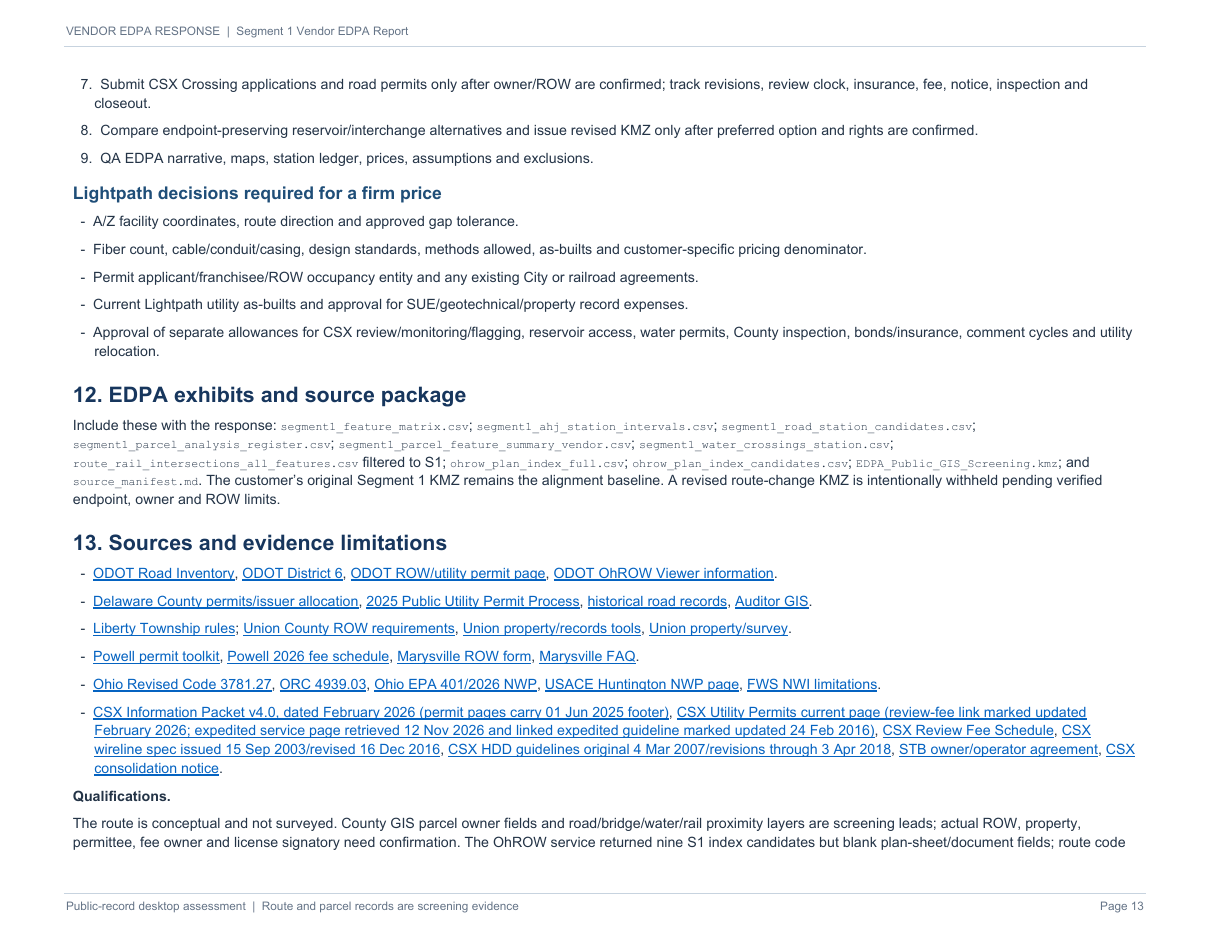 VENDOR EDPA RESPONSE | Segment 1 Vendor EDPA Report
7. Submit CSX Crossing applications and road permits only after owner/ROW are confirmed; track revisions, review clock, insurance, fee, notice, inspection and
closeout.
8. Compare endpoint-preserving reservoir/interchange alternatives and issue revised KMZ only after preferred option and rights are confirmed.
9. QA EDPA narrative, maps, station ledger, prices, assumptions and exclusions.
Lightpath decisions required for a firm price
- A/Z facility coordinates, route direction and approved gap tolerance.
- Fiber count, cable/conduit/casing, design standards, methods allowed, as-builts and customer-specific pricing denominator.
- Permit applicant/franchisee/ROW occupancy entity and any existing City or railroad agreements.
- Current Lightpath utility as-builts and approval for SUE/geotechnical/property record expenses.
- Approval of separate allowances for CSX review/monitoring/flagging, reservoir access, water permits, County inspection, bonds/insurance, comment cycles and utility
relocation.
12. EDPA exhibits and source package
Include these with the response: segment1_feature_matrix.csv; segment1_ahj_station_intervals.csv; segment1_road_station_candidates.csv;
segment1_parcel_analysis_register.csv; segment1_parcel_feature_summary_vendor.csv; segment1_water_crossings_station.csv;
route_rail_intersections_all_features.csv filtered to S1; ohrow_plan_index_full.csv; ohrow_plan_index_candidates.csv; EDPA_Public_GIS_Screening.kmz; and
source_manifest.md. The customer's original Segment 1 KMZ remains the alignment baseline. A revised route-change KMZ is intentionally withheld pending verified
endpoint, owner and ROW limits.
13. Sources and evidence limitations
- ODOT Road Inventory, ODOT District 6, ODOT ROW/utility permit page, ODOT OhROW Viewer information.
- Delaware County permits/issuer allocation, 2025 Public Utility Permit Process, historical road records, Auditor GIS.
- Liberty Township rules; Union County ROW requirements, Union property/records tools, Union property/survey.
- Powell permit toolkit, Powell 2026 fee schedule, Marysville ROW form, Marysville FAQ.
- Ohio Revised Code 3781.27, ORC 4939.03, Ohio EPA 401/2026 NWP, USACE Huntington NWP page, FWS NWI limitations.
- CSX Information Packet v4.0, dated February 2026 (permit pages carry 01 Jun 2025 footer), CSX Utility Permits current page (review-fee link marked updated
February 2026; expedited service page retrieved 12 Nov 2026 and linked expedited guideline marked updated 24 Feb 2016), CSX Review Fee Schedule, CSX
wireline spec issued 15 Sep 2003/revised 16 Dec 2016, CSX HDD guidelines original 4 Mar 2007/revisions through 3 Apr 2018, STB owner/operator agreement, CSX
consolidation notice.
Qualifications.
The route is conceptual and not surveyed. County GIS parcel owner fields and road/bridge/water/rail proximity layers are screening leads; actual ROW, property,
permittee, fee owner and license signatory need confirmation. The OhROW service returned nine S1 index candidates but blank plan-sheet/document fields; route code
Public-record desktop assessment | Route and parcel records are screening evidence
Page 13